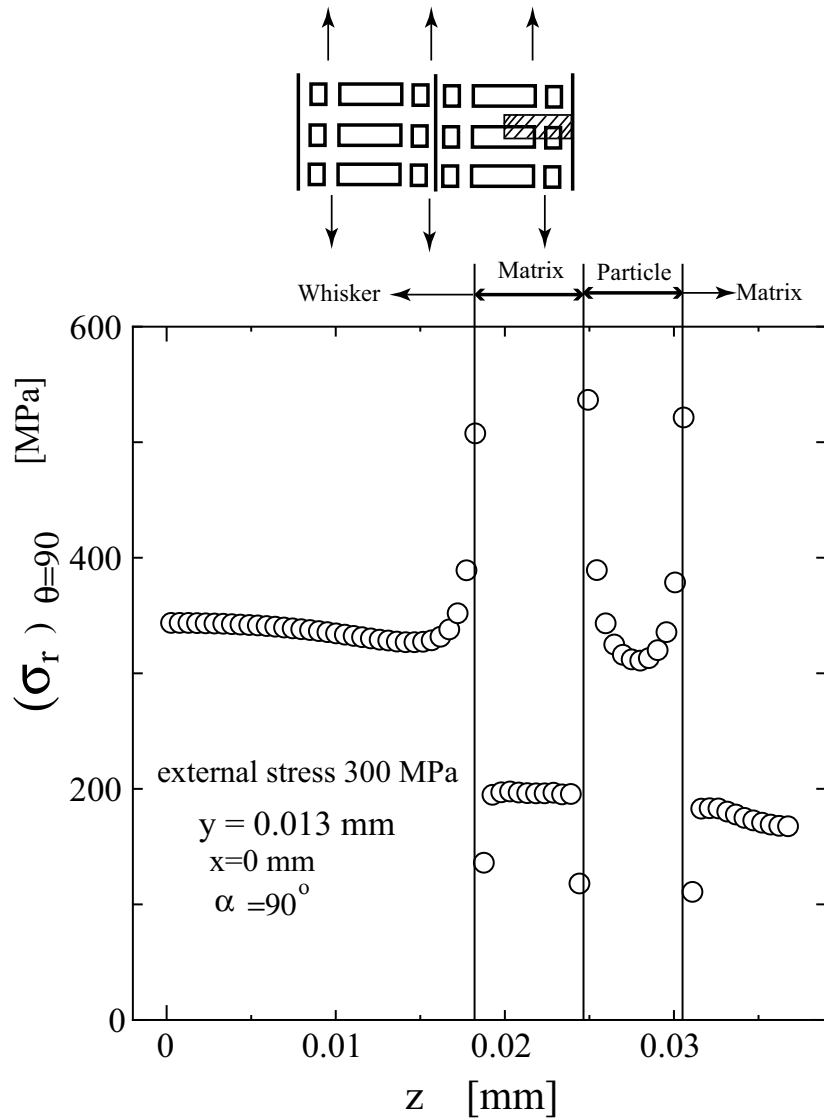 Matrix
Particle
Whisker
Matrix
600
400
200
0
(σr)θ=90 [MPa]
external stress 300 MPa
y = 0.013 mm
x=0 mm
α =90°
0
0.01
0.02
0.03
z [mm]